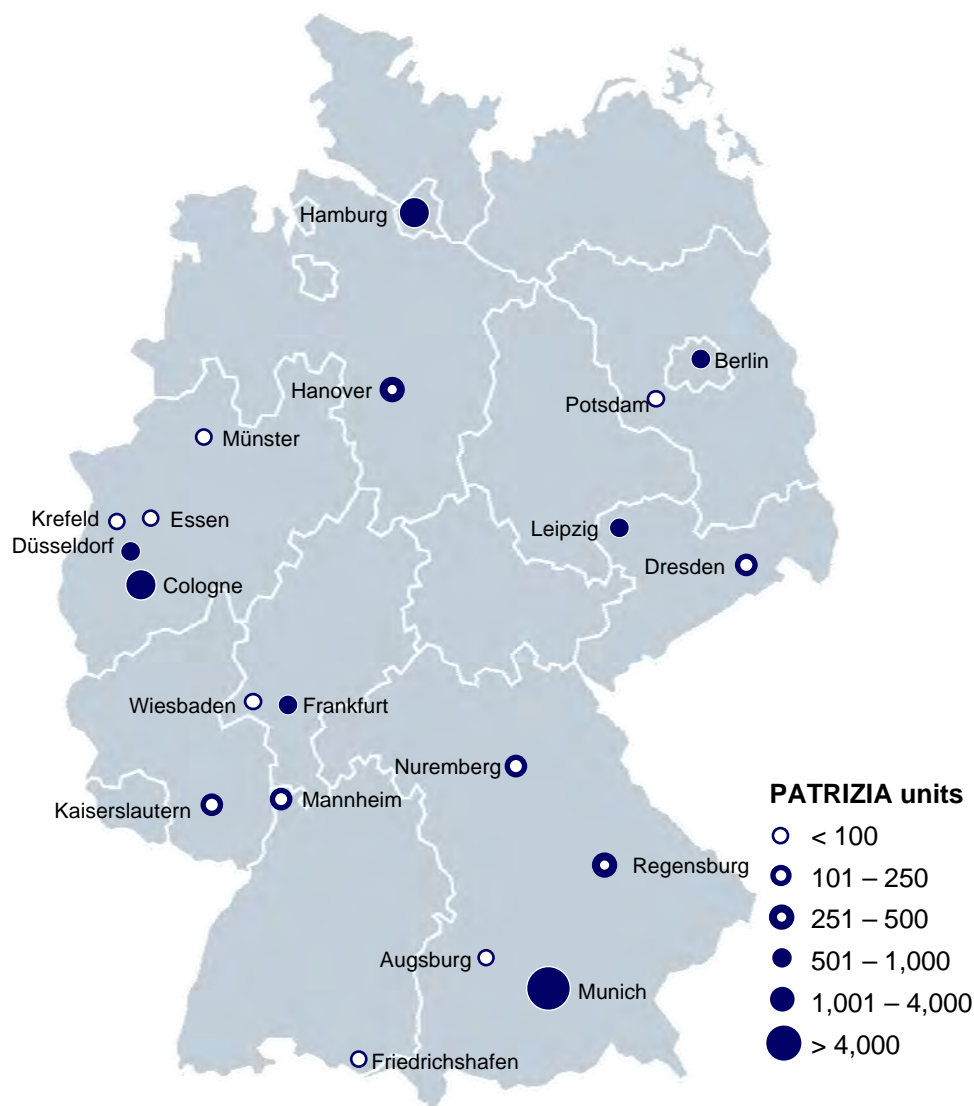 Hamburg
Berlin
Hanover
Potsdam
Münster
Krefeld
Essen
Leipzig
Düsseldorf
Dresden
Cologne
Wiesbaden
Frankfurt
Nuremberg
Mannheim
Kaiserslautern
PATRIZIA units
< 100
Regensburg
101 – 250
251 – 500
Augsburg
501 – 1,000
Munich
1,001 – 4,000
> 4,000
Friedrichshafen